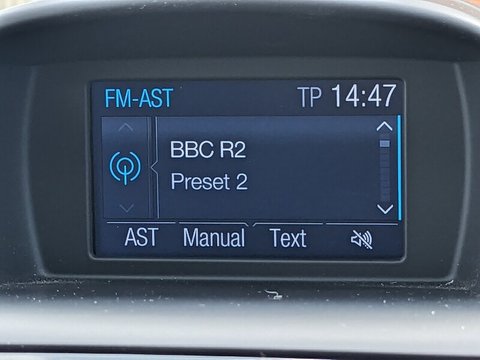 FM-AST TP 14:47
BBC R2
Preset 2
AST Manual Text